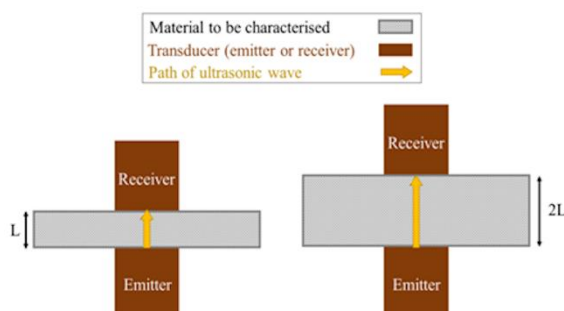 Material to be characterised
Transducer (emitter or receiver)
Path of ultrasonic wave
Receiver
Receiver
L
2L
Emitter
Emitter